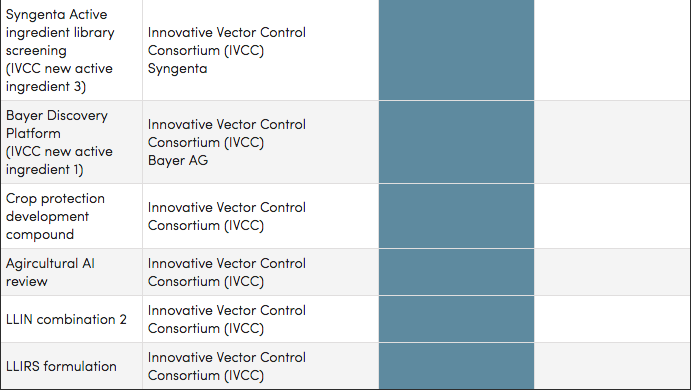 Syngenta Active
ingredient library
screening
(IVCC new active
ingredient 3)
Innovative Vector Control
Consortium (IVCC)
Syngenta
Bayer Discovery
Platform
(IVCC new active
ingredient 1)
Innovative Vector Control
Consortium (IVCC)
Bayer AG
Crop protection
development
compound
Innovative Vector Control
Consortium (IVCC)
Agircultural AI
review
Innovative Vector Control
Consortium (IVCC)
LLIN combination 2
Innovative Vector Control
Consortium (IVCC)
LLIRS formulation
Innovative Vector Control
Consortium (IVCC)